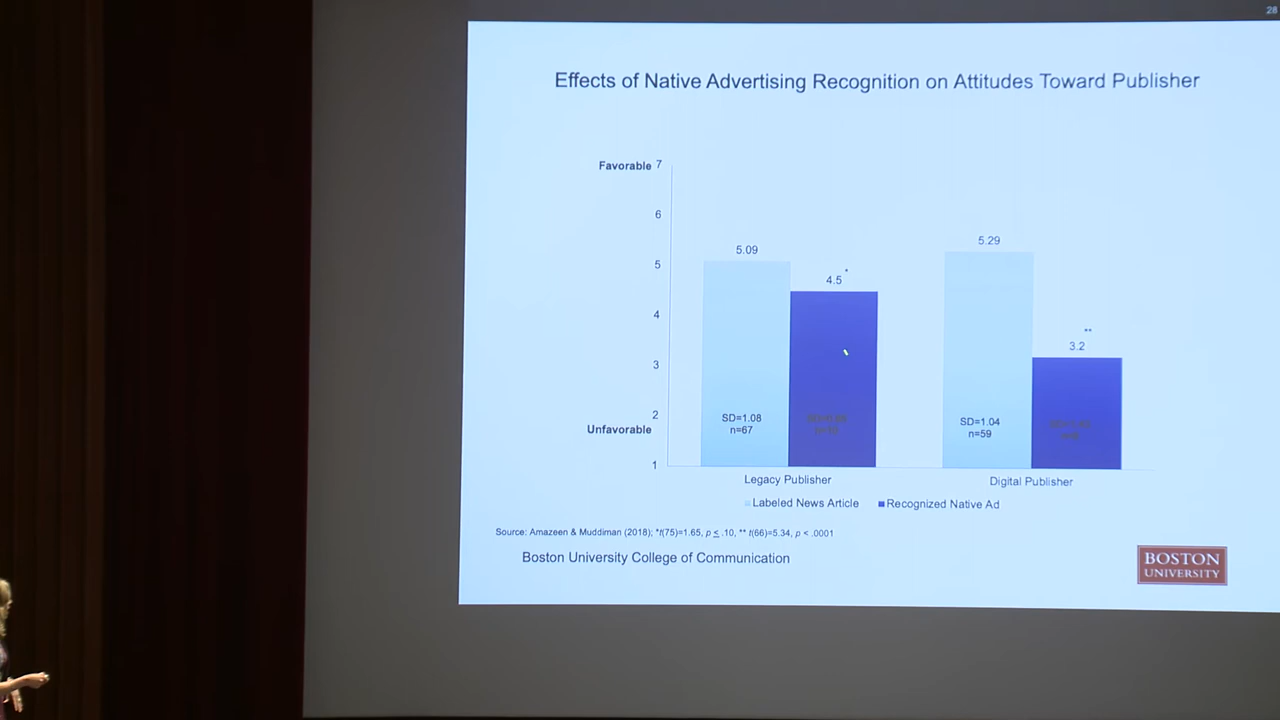 28
Effects of Native Advertising Recognition on Attitudes Toward Publisher
Favorable 7
6
5
4
3
2
Unfavorable
1
5.09
4.5 *
5.29
**
3.2
SD=1.08
n=67
SD=1.04
n=59
Legacy Publisher
Digital Publisher
Labeled News Article
Recognized Native Ad
Source: Amazeen & Muddiman (2018); *t(75)=1.65, p ≤ .10, ** t(66)=5.34, p < .0001
Boston University College of Communication
BOSTON
UNIVERSITY